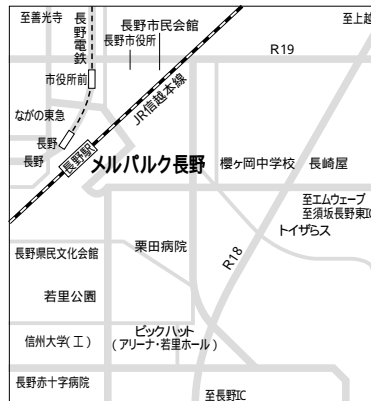 至善光寺
長野電鉄
長野市民会館
長野市役所
至上越
R19
市役所前
JR信越本線
ながの東急
長野
長野
長野駅
メルパルク長野
櫻ヶ岡中学校
長崎屋
至エムウェーブ
至須坂長野東IC
トイザらス
長野県民文化会館
栗田病院
R18
若里公園
信州大学(工)
ビックハット
(アリーナ・若里ホール)
長野赤十字病院
至長野IC